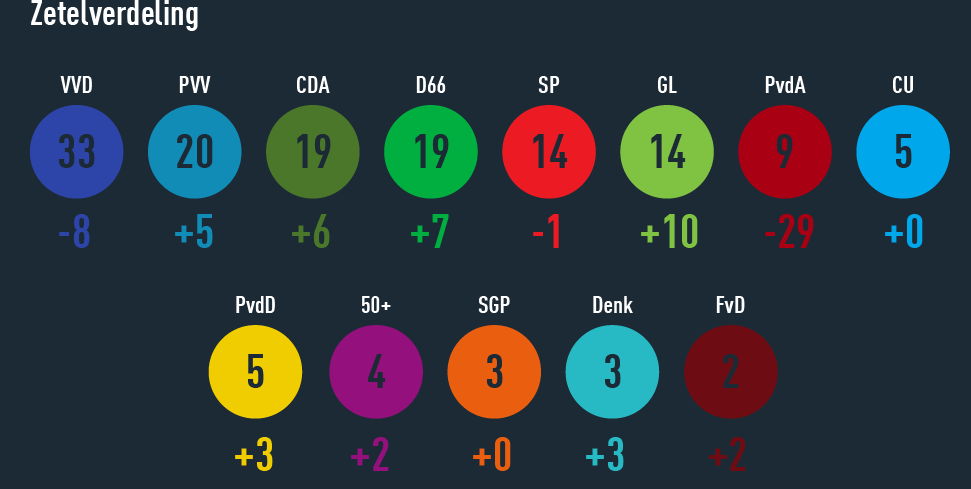 Zetelverdeling
VVD PVV CDA D66 SP GL PvdA CU
33 20 19 19 14 14 9 5
-8 +5 +6 +7 -1 +10 -29 +0
PvdD 50+ SGP Denk FvD
5 4 3 3 2
+3 +2 +0 +3 +2